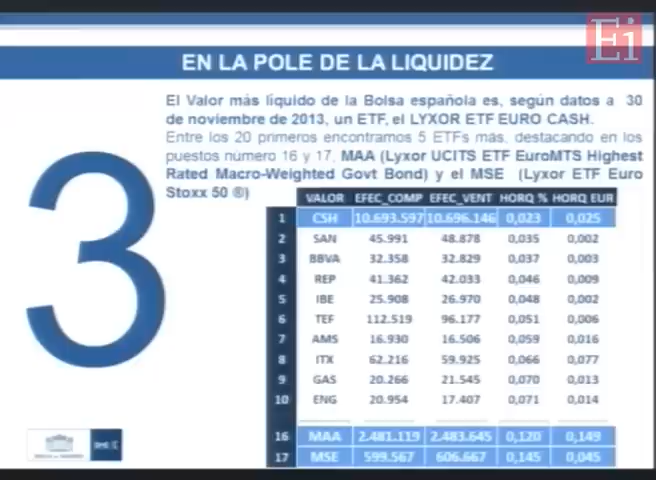 Ei
EN LA POLE DE LA LIQUIDEZ
El Valor más líquido de la Bolsa española es, según datos a 30
de noviembre de 2013, un ETF, el LYXOR ETF EURO CASH.
Entre los 20 primeros encontramos 5 ETFs más, destacando en los
puestos número 16 y 17, MAA (Lyxor UCITS ETF EuroMTS Highest
Rated Macro-Weighted Govt Bond) y el MSE (Lyxor ETF Euro
Stoxx 50 ®)
3
VALOR EFEC_COMP EFEC_VENT HORQ % HORQ EUR
1 CSH 10.693.597 10.696.146 0,023 0,025
2 SAN 45.991 48.878 0,035 0,002
3 BBVA 32.358 32.829 0,037 0,003
4 REP 41.362 42.033 0,046 0,009
5 IBE 25.908 26.970 0,048 0,002
6 TEF 112.519 96.177 0,051 0,006
7 AMS 16.930 16.506 0,059 0,016
8 ITX 62.216 59.925 0,066 0,077
9 GAS 20.266 21.545 0,070 0,013
10 ENG 20.954 17.407 0,071 0,014
16 MAA 2.481.119 2.483.645 0,120 0,149
17 MSE 599.567 606.667 0,145 0,045